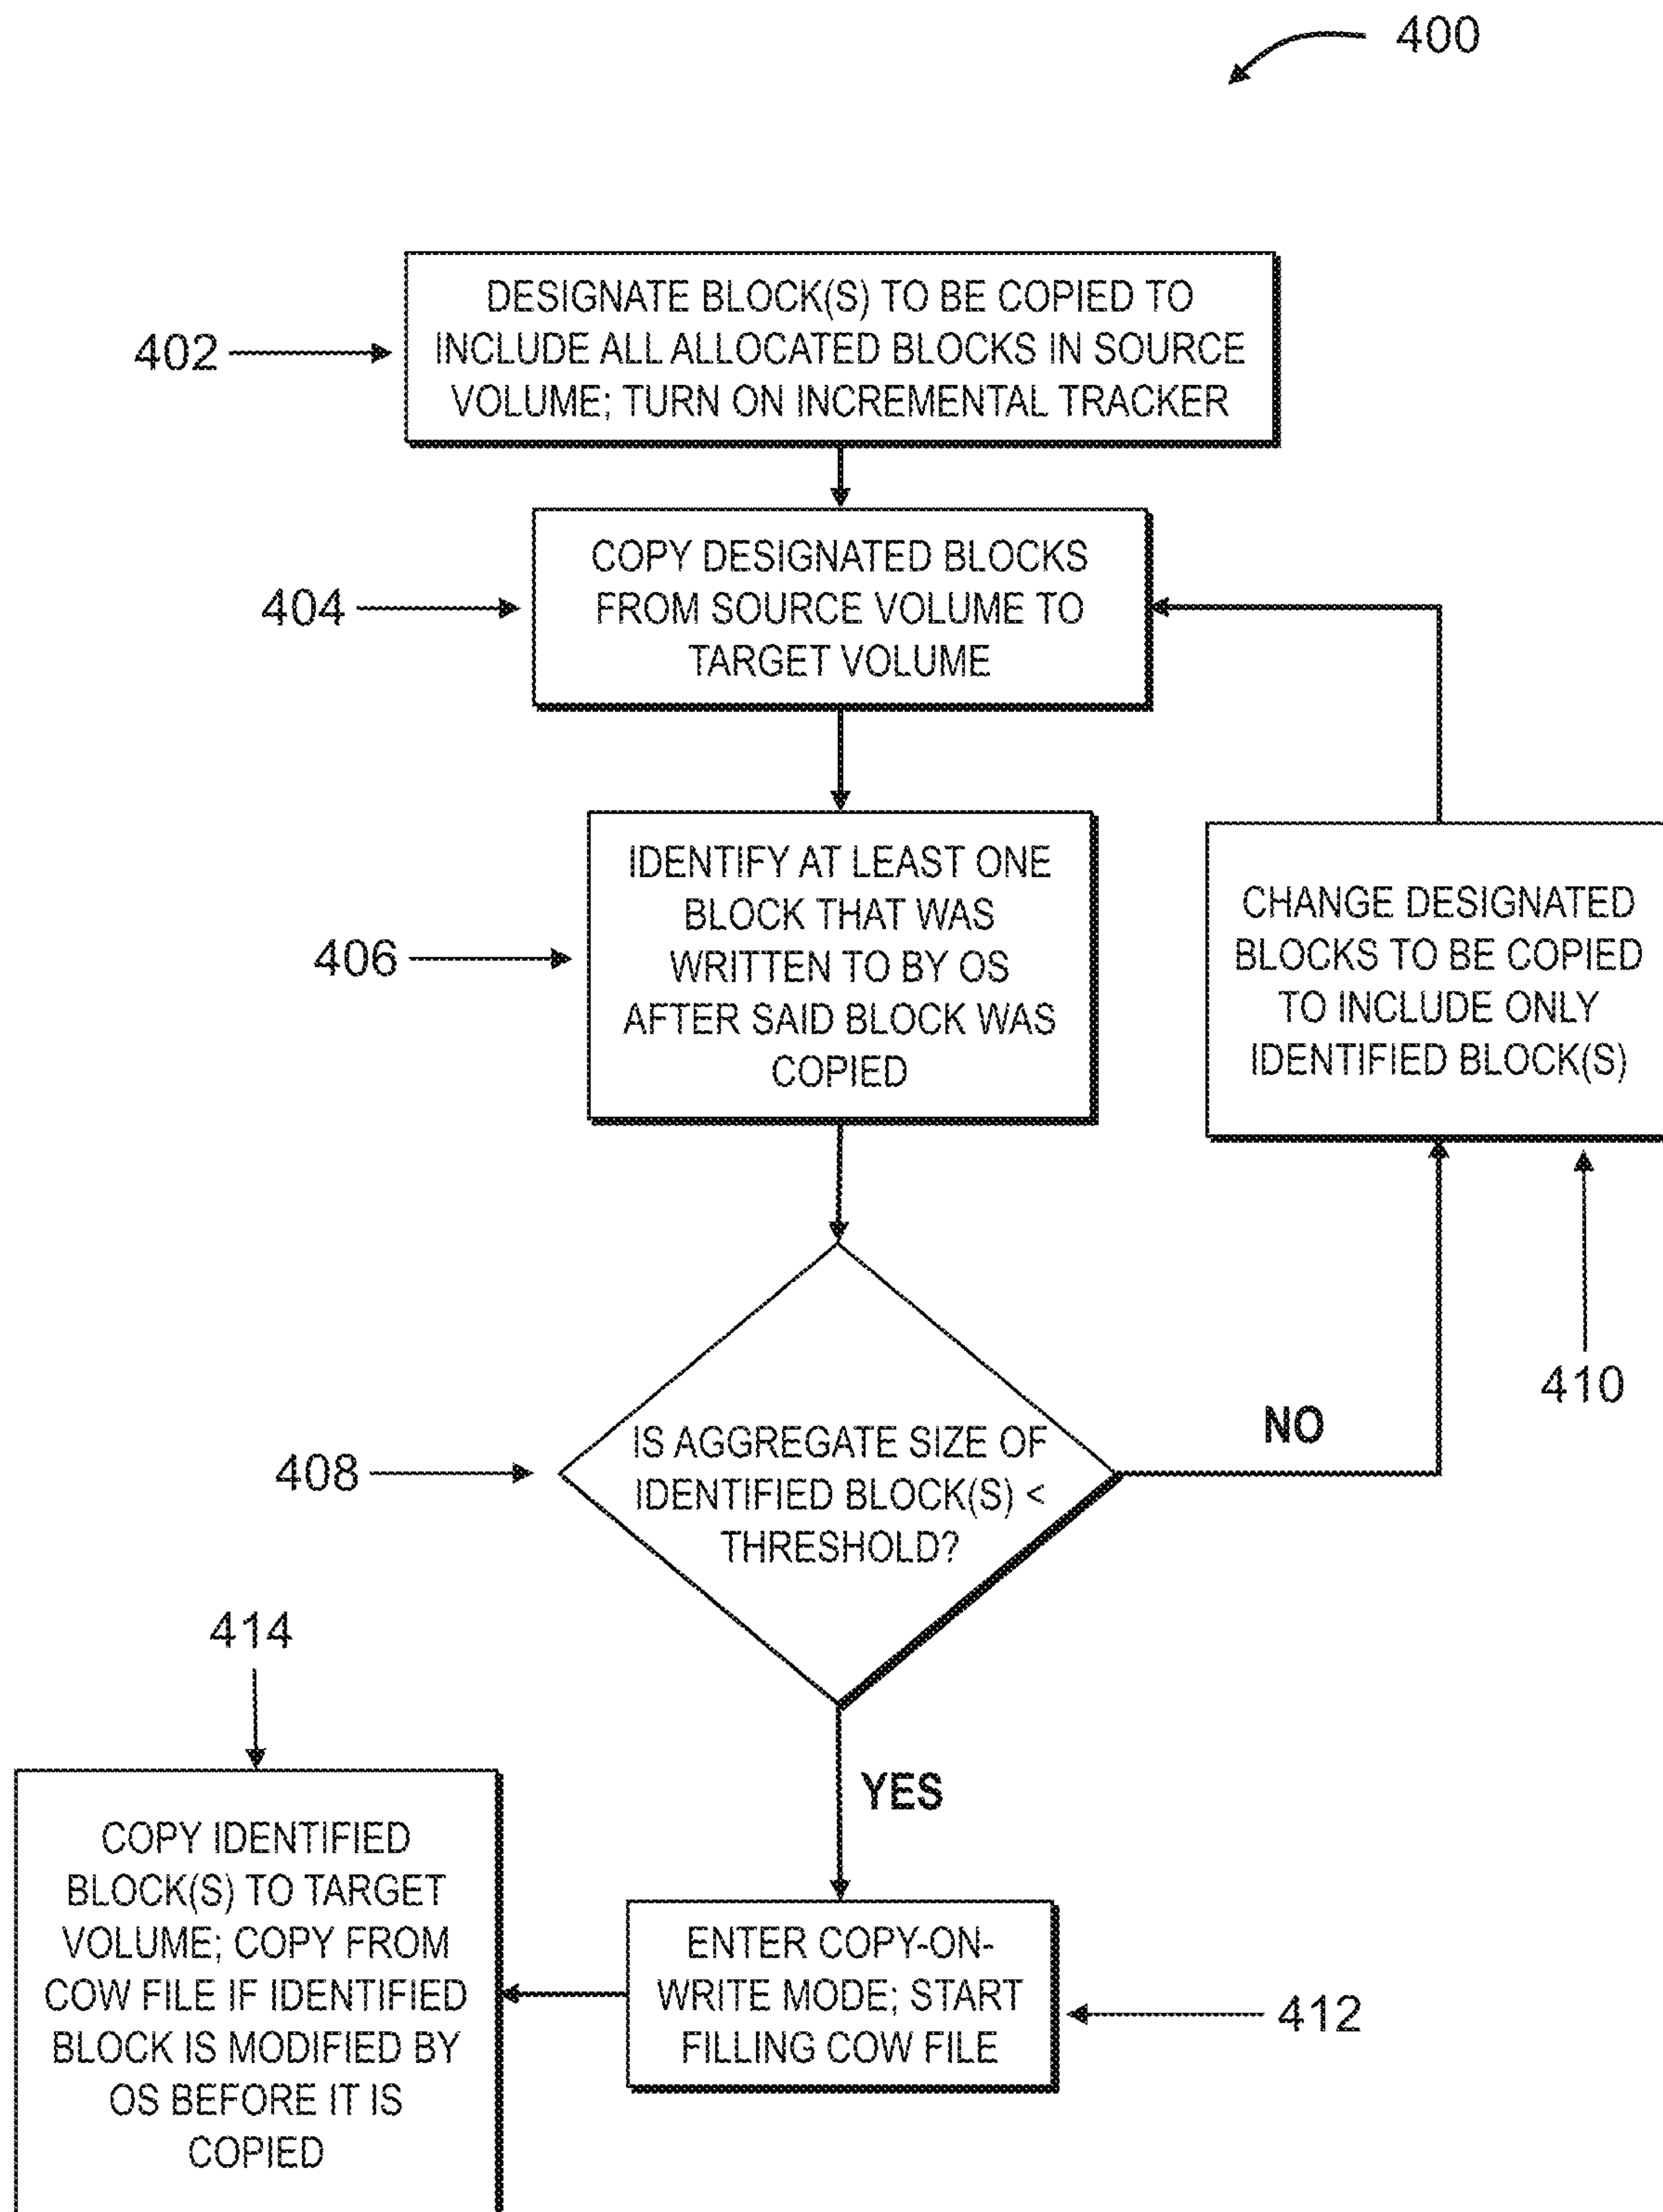 400
402
DESIGNATE BLOCK(S) TO BE COPIED TO
INCLUDE ALL ALLOCATED BLOCKS IN SOURCE
VOLUME; TURN ON INCREMENTAL TRACKER
404
COPY DESIGNATED BLOCKS
FROM SOURCE VOLUME TO
TARGET VOLUME
406
IDENTIFY AT LEAST ONE
BLOCK THAT WAS
WRITTEN TO BY OS
AFTER SAID BLOCK WAS
COPIED
CHANGE DESIGNATED
BLOCKS TO BE COPIED
TO INCLUDE ONLY
IDENTIFIED BLOCK(S)
410
408
IS AGGREGATE SIZE OF
IDENTIFIED BLOCK(S) <
THRESHOLD?
NO
YES
414
COPY IDENTIFIED
BLOCK(S) TO TARGET
VOLUME; COPY FROM
COW FILE IF IDENTIFIED
BLOCK IS MODIFIED BY
OS BEFORE IT IS
COPIED
ENTER COPY-ON-
WRITE MODE; START
FILLING COW FILE
412